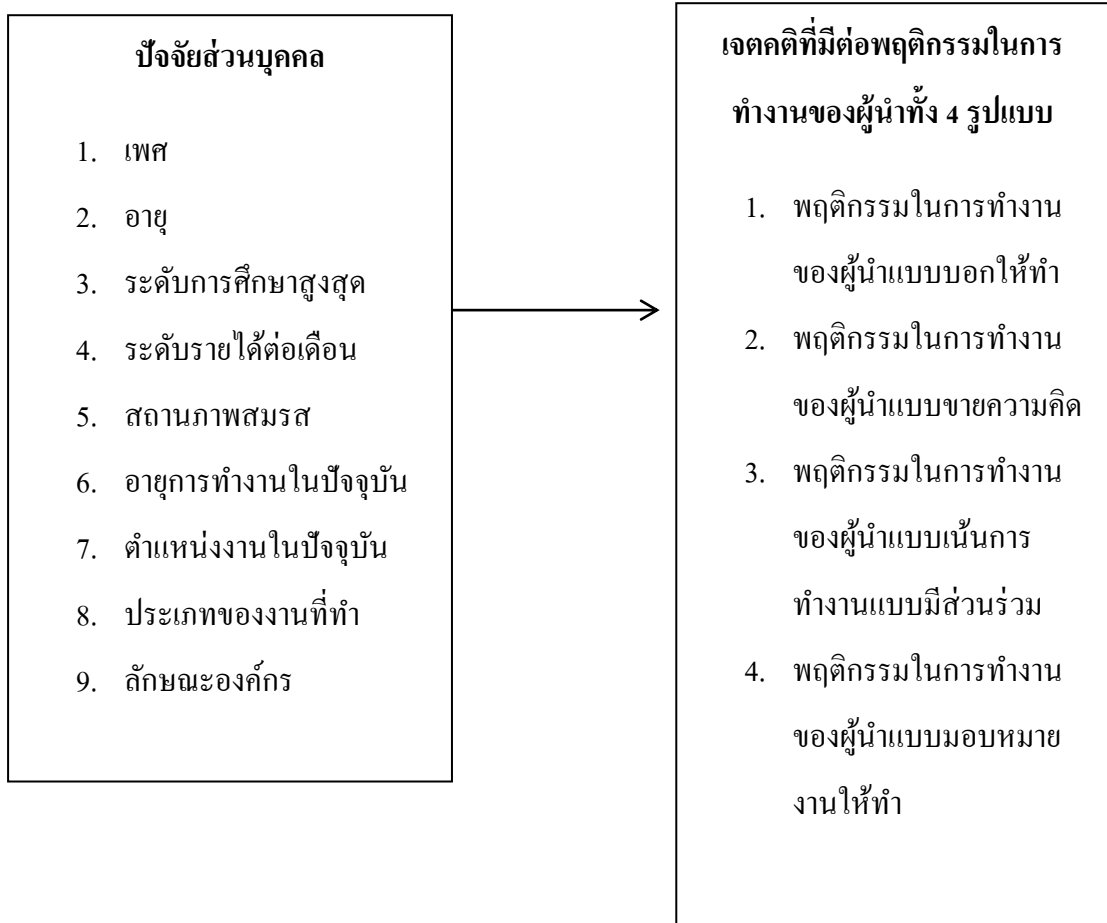 ปัจจัยส่วนบุคคล
1. เพศ
2. อายุ
3. ระดับการศึกษาสูงสุด
4. ระดับรายได้ต่อเดือน
5. สถานภาพสมรส
6. อายุการทำงานในปัจจุบัน
7. ตำแหน่งงานในปัจจุบัน
8. ประเภทของงานที่ทำ
9. ลักษณะองค์กร
เจตคติที่มีต่อพฤติกรรมในการ
ทำงานของผู้นำทั้ง 4 รูปแบบ
1. พฤติกรรมในการทำงาน
ของผู้นำแบบบอกให้ทำ
2. พฤติกรรมในการทำงาน
ของผู้นำแบบขายความคิด
3. พฤติกรรมในการทำงาน
ของผู้นำแบบเน้นการ
ทำงานแบบมีส่วนร่วม
4. พฤติกรรมในการทำงาน
ของผู้นำแบบมอบหมาย
งานให้ทำ